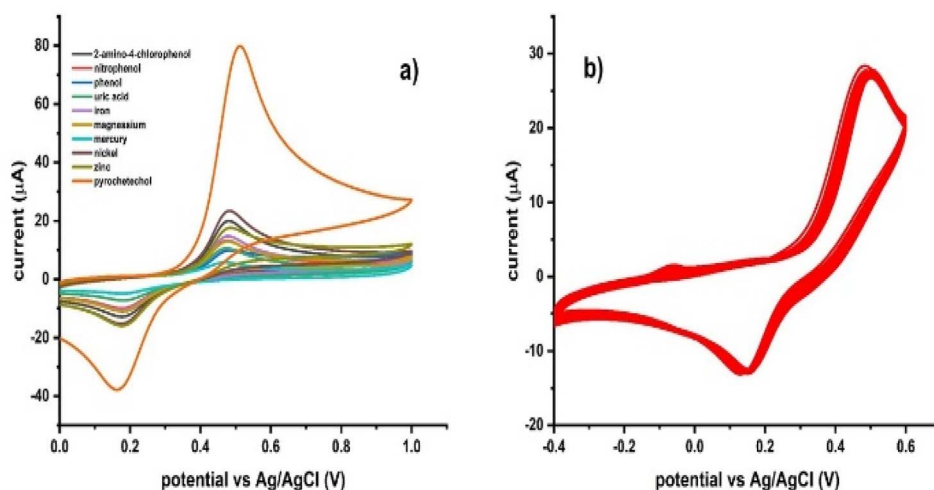 80
60
40
20
0
-20
-40
0.0
0.2
0.4
0.6
0.8
1.0
current (μA)
potential vs Ag/AgCl (V)
2-amino-4-chlorophenol
nitrophenol
phenol
uric acid
iron
magnessium
mercury
nickel
zinc
pyrochetechol
a)
30
20
10
0
-10
-20
-0.4
-0.2
0.0
0.2
0.4
0.6
current (μA)
potential vs Ag/AgCl (V)
b)